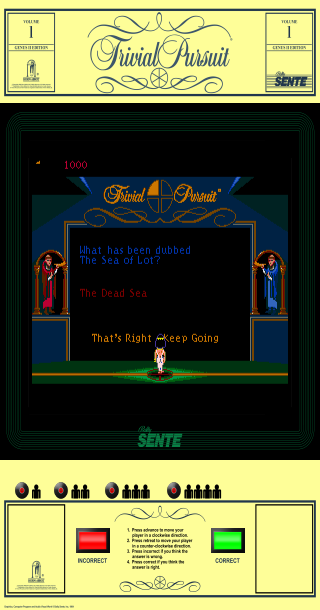 VOLUME
1
GENUS II EDITION
Trivial Pursuit
VOLUME
1
GENUS II EDITION
Bally
SENTE
1000
Trivial Pursuit
What has been dubbed
The Sea of Lot?
The Dead Sea
That's Right Keep Going
Bally
SENTE
INCORRECT
1. Press advance to move your
player in a clockwise direction.
2. Press retreat to move your player
in a counter-clockwise direction.
3. Press incorrect if you think the
answer is wrong.
4. Press correct if you think the
answer is right.
CORRECT